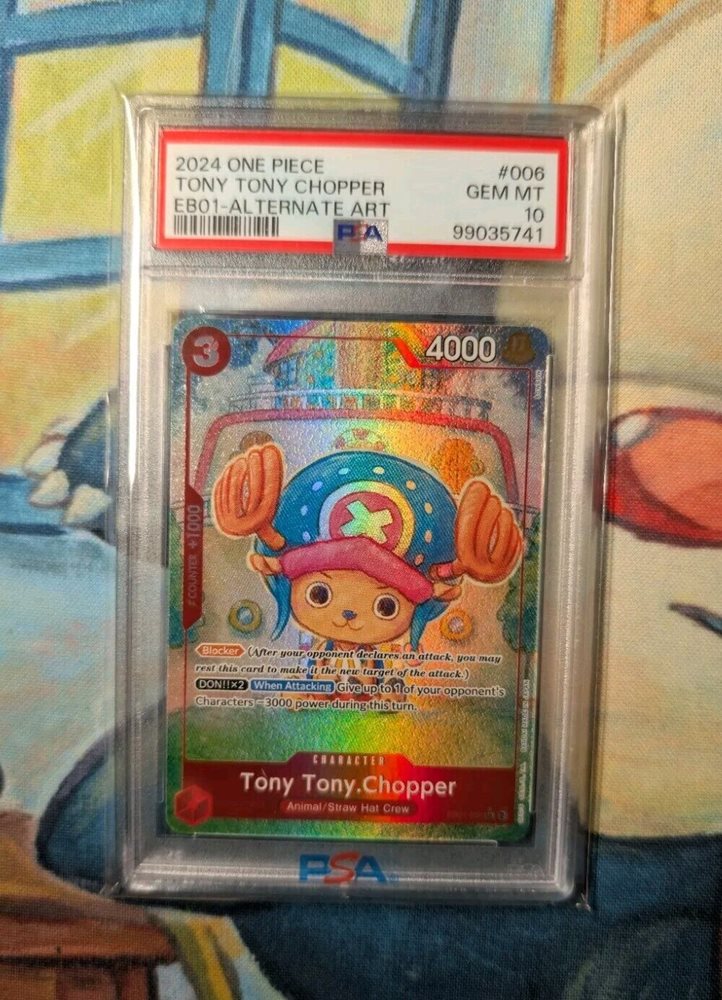 2024 ONE PIECE
#006
TONY TONY CHOPPER
GEM MT
EB01-ALTERNATE ART
10
PSA
99035741
3
4000
COUNTER +1000
Blocker (After your opponent declares an attack, you may
rest this card to make it the new target of the attack.)
DON!!×2 When Attacking Give up to 1 of your opponent's
Characters −3000 power during this turn.
CHARACTER
Tony Tony.Chopper
Animal/Straw Hat Crew
PSA